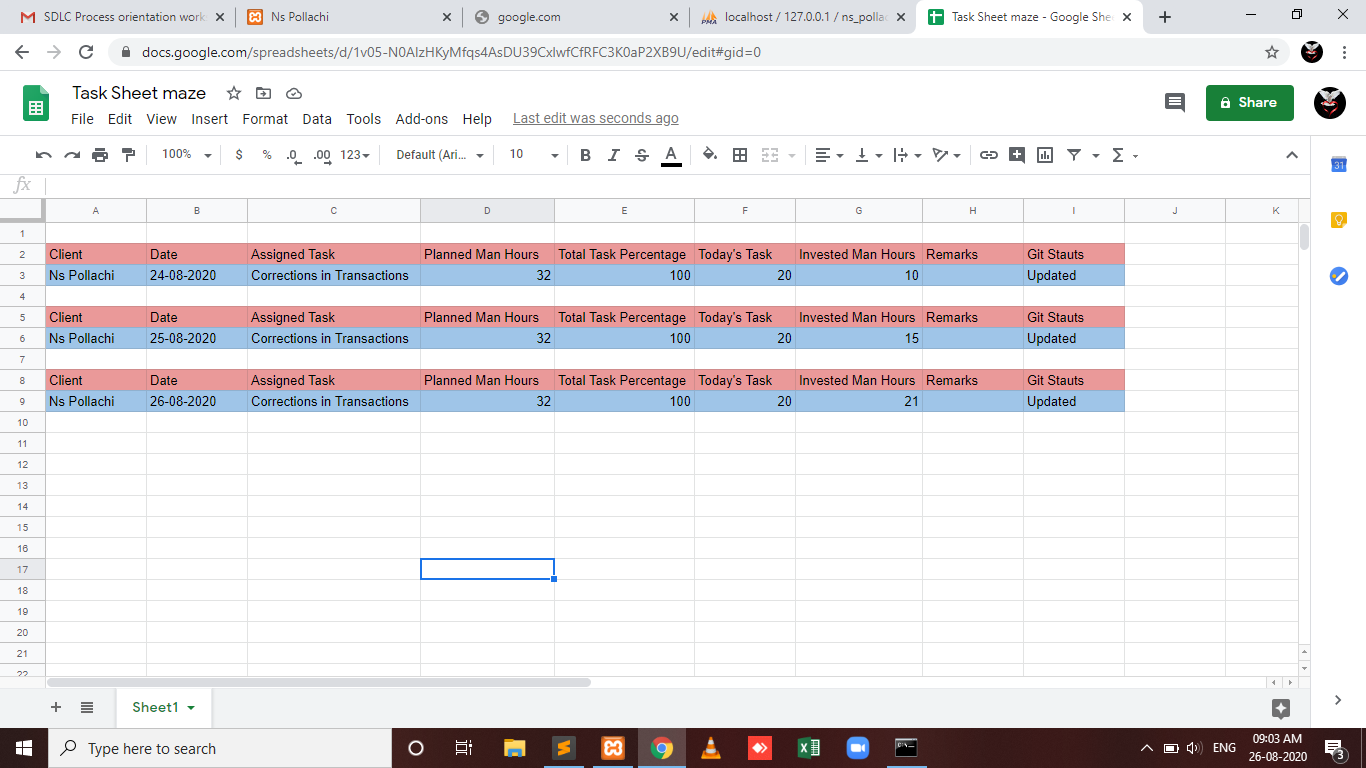 SDLC Process orientation work
Ns Pollachi
google.com
localhost / 127.0.0.1 / ns_polla
Task Sheet maze - Google She
docs.google.com/spreadsheets/d/1v05-N0AlzHKyMfqs4AsDU39CxlwfCfRFC3K0aP2XB9U/edit#gid=0
Task Sheet maze
File Edit View Insert Format Data Tools Add-ons Help Last edit was seconds ago
Share
100% $ % .0 .00 123 Default (Ari... 10 B I S A
31
fx
A B C D E F G H I J K
1
2 Client Date Assigned Task Planned Man Hours Total Task Percentage Today's Task Invested Man Hours Remarks Git Stauts
3 Ns Pollachi 24-08-2020 Corrections in Transactions 32 100 20 10 Updated
4
5 Client Date Assigned Task Planned Man Hours Total Task Percentage Today's Task Invested Man Hours Remarks Git Stauts
6 Ns Pollachi 25-08-2020 Corrections in Transactions 32 100 20 15 Updated
7
8 Client Date Assigned Task Planned Man Hours Total Task Percentage Today's Task Invested Man Hours Remarks Git Stauts
9 Ns Pollachi 26-08-2020 Corrections in Transactions 32 100 20 21 Updated
10
11
12
13
14
15
16
17
18
19
20
21
22
Sheet1
Type here to search
ENG
09:03 AM
26-08-2020
3